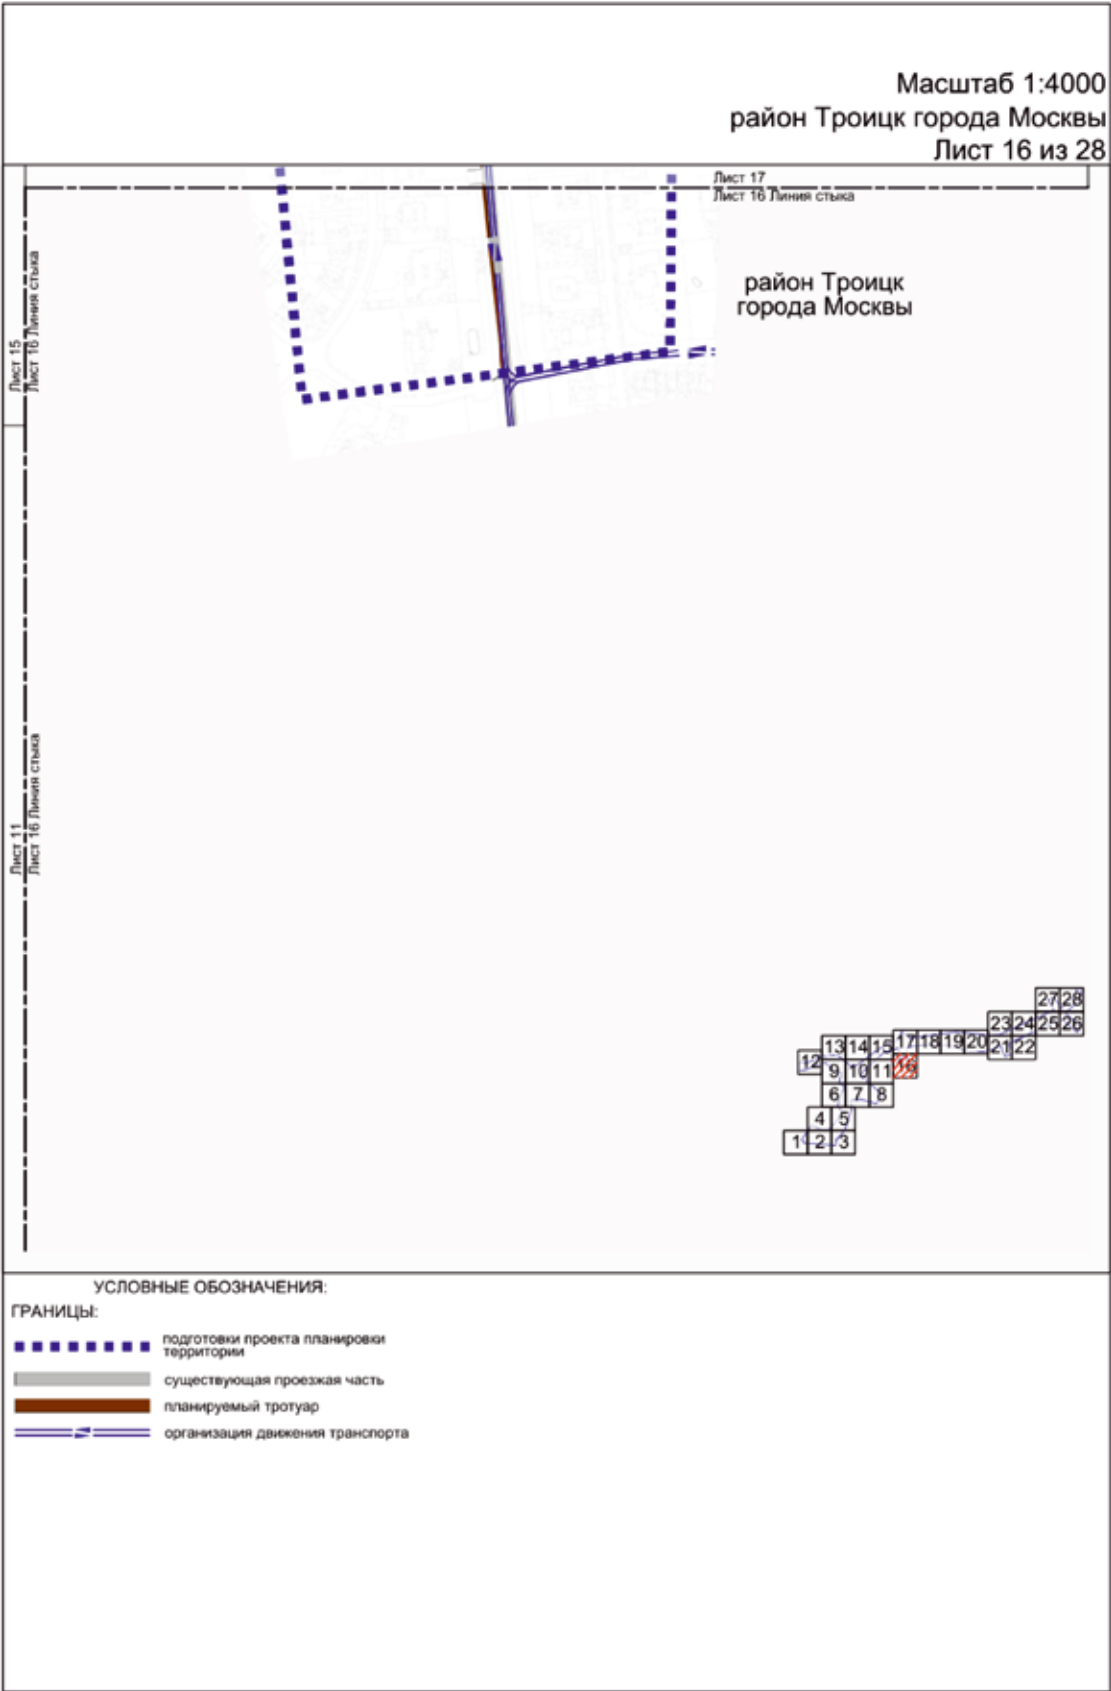 Масштаб 1:4000
район Троицк города Москвы
Лист 16 из 28
Лист 17
Лист 16 Линия стыка
район Троицк
города Москвы
Лист 15
Лист 16 Линия стыка
Лист 11
Лист 16 Линия стыка
27 28
23 24 25 26
13 14 15 17 18 19 20 21 22
12 9 10 11 16
6 7 8
4 5
1 2 3
УСЛОВНЫЕ ОБОЗНАЧЕНИЯ:
ГРАНИЦЫ:
подготовки проекта планировки
территории
существующая проезжая часть
планируемый тротуар
организация движения транспорта